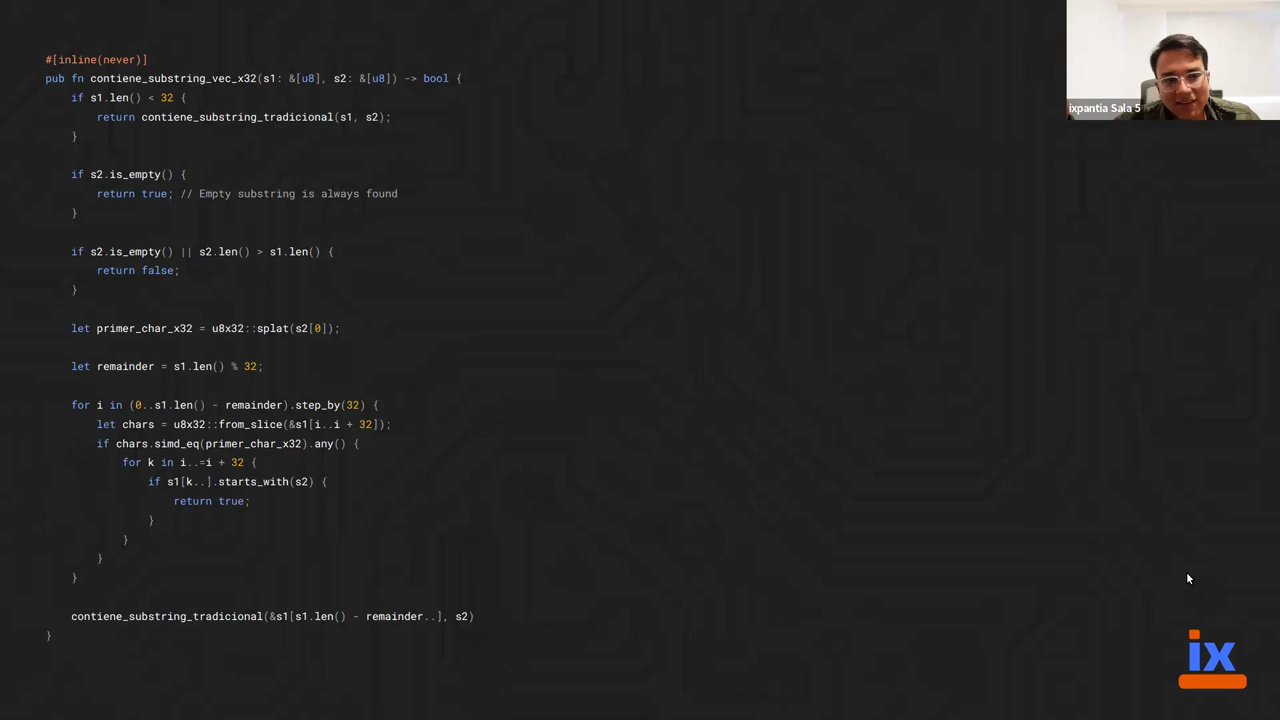 #[inline(never)]
pub fn contiene_substring_vec_x32(s1: &[u8], s2: &[u8]) -> bool {
    if s1.len() < 32 {
        return contiene_substring_tradicional(s1, s2);
    }

    if s2.is_empty() {
        return true; // Empty substring is always found
    }

    if s2.is_empty() || s2.len() > s1.len() {
        return false;
    }

    let primer_char_x32 = u8x32::splat(s2[0]);

    let remainder = s1.len() % 32;

    for i in (0..s1.len() - remainder).step_by(32) {
        let chars = u8x32::from_slice(&s1[i..i + 32]);
        if chars.simd_eq(primer_char_x32).any() {
            for k in i..=i + 32 {
                if s1[k..].starts_with(s2) {
                    return true;
                }
            }
        }
    }

    contiene_substring_tradicional(&s1[s1.len() - remainder..], s2)
}
ixpantia Sala 5
ix